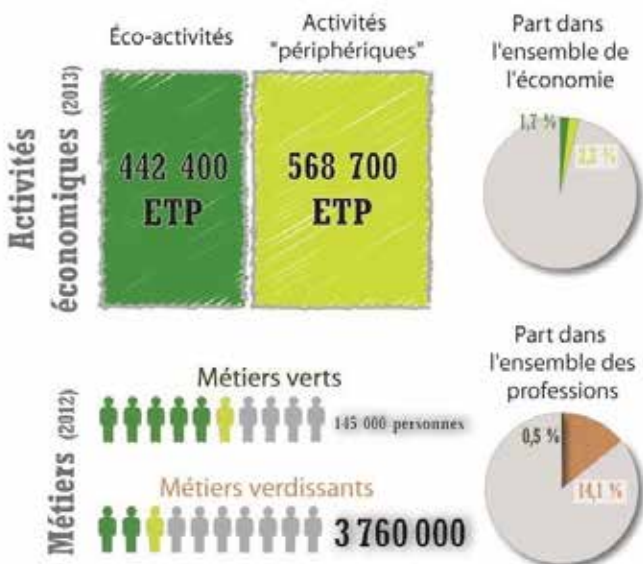 Éco-activités
Activités
"périphériques"
Part dans
l'ensemble de
l'économie
Activités
économiques (2013)
442 400
ETP
568 700
ETP
1,7 %
2,2 %
Métiers (2012)
Métiers verts
145 000 personnes
Métiers verdissants
3 760 000
Part dans
l'ensemble des
professions
0,5 %
14,1 %